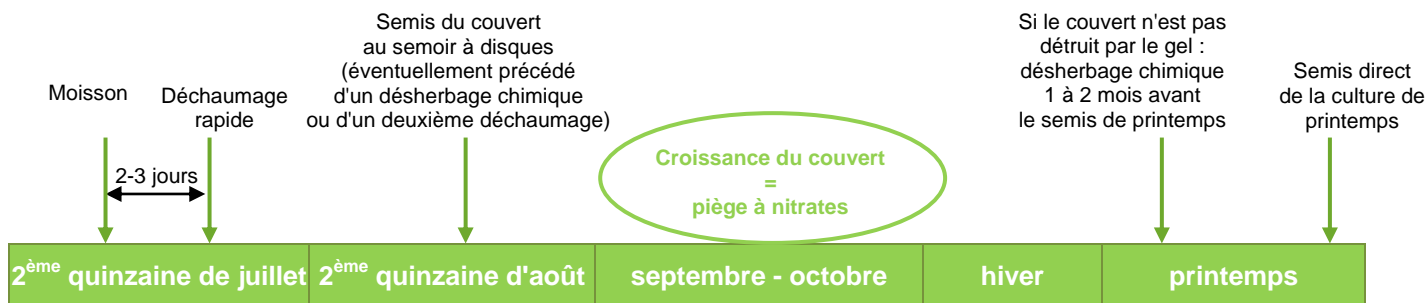 Moisson
2-3 jours
Déchaumage
rapide
Semis du couvert
au semoir à disques
(éventuellement précédé
d'un désherbage chimique
ou d'un deuxième déchaumage)
Croissance du couvert
=
piège à nitrates
Si le couvert n'est pas
détruit par le gel :
désherbage chimique
1 à 2 mois avant
le semis de printemps
Semis direct
de la culture de
printemps
2ème quinzaine de juillet
2ème quinzaine d'août
septembre - octobre
hiver
printemps